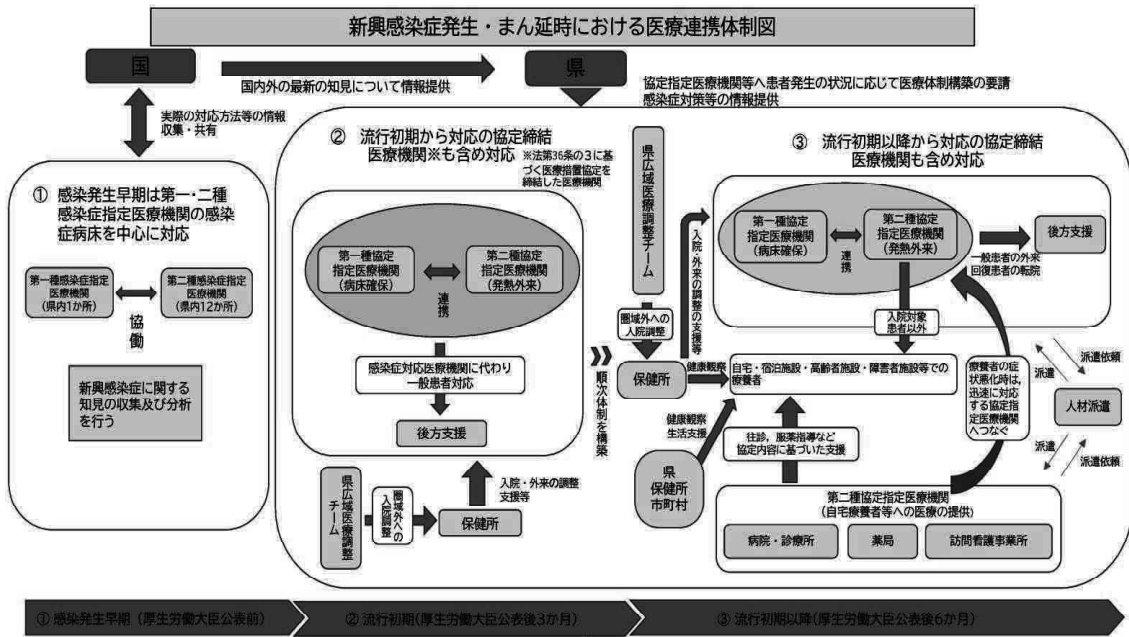 新興感染症発生・まん延時における医療連携体制図
国
県
国内外の最新の知見について情報提供
協定指定医療機関等へ患者発生の状況に応じて医療体制構築の要請
感染症対策等の情報提供
実際の対応方法等の情報
収集・共有
① 感染発生早期は第一・二種
感染症指定医療機関の感染
症病床を中心に対応
第一種感染症指定
医療機関
(県内1か所)
第二種感染症指定
医療機関
(県内12か所)
協働
新興感染症に関する
知見の収集及び分析
を行う
② 流行初期から対応の協定締結
医療機関※も含め対応
※法第36条の3に基
づく医療措置協定を
締結した医療機関
第一種協定
指定医療機関
(病床確保)
第二種協定
指定医療機関
(発熱外来)
連携
感染症対応医療機関に代わり
一般患者対応
後方支援
入院・外来の調整
支援等
県広域医療調整
チーム
圏域外への
入院調整
保健所
順次体制を構築
県広域医療調整チーム
圏域外への
入院調整
保健所
入院・外来の調整の支援等
③ 流行初期以降から対応の協定締結
医療機関も含め対応
第一種協定
指定医療機関
(病床確保)
第二種協定
指定医療機関
(発熱外来)
連携
後方支援
一般患者の外来
回復患者の転院
入院対象
患者以外
健康観察
自宅・宿泊施設・高齢者施設・障害者施設等での
療養者
療養者の症
状悪化時は、
迅速に対応
する協定指
定医療機関
へつなぐ
派遣
派遣依頼
人材派遣
派遣
派遣依頼
健康観察
生活支援
県
保健所
市町村
往診，服薬指導など
協定内容に基づいた支援
第二種協定指定医療機関
(自宅療養者等への医療の提供)
病院・診療所
薬局
訪問看護事業所
① 感染発生早期（厚生労働大臣公表前）
② 流行初期(厚生労働大臣公表後3か月)
③ 流行初期以降(厚生労働大臣公表後6か月)